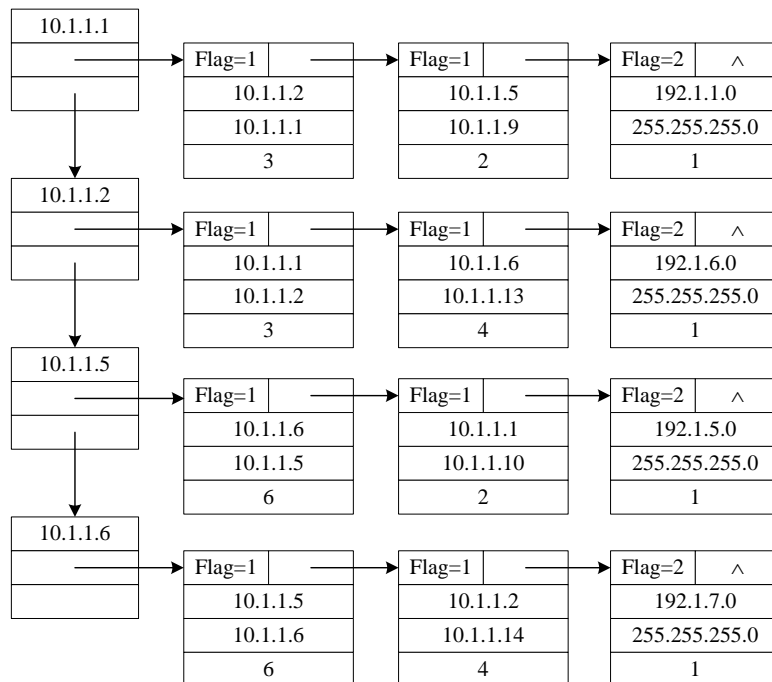 10.1.1.1
Flag=1 Flag=1 Flag=2 ∧
10.1.1.2 10.1.1.5 192.1.1.0
10.1.1.1 10.1.1.9 255.255.255.0
3 2 1
10.1.1.2
Flag=1 Flag=1 Flag=2 ∧
10.1.1.1 10.1.1.6 192.1.6.0
10.1.1.2 10.1.1.13 255.255.255.0
3 4 1
10.1.1.5
Flag=1 Flag=1 Flag=2 ∧
10.1.1.6 10.1.1.1 192.1.5.0
10.1.1.5 10.1.1.10 255.255.255.0
6 2 1
10.1.1.6
Flag=1 Flag=1 Flag=2 ∧
10.1.1.5 10.1.1.2 192.1.7.0
10.1.1.6 10.1.1.14 255.255.255.0
6 4 1